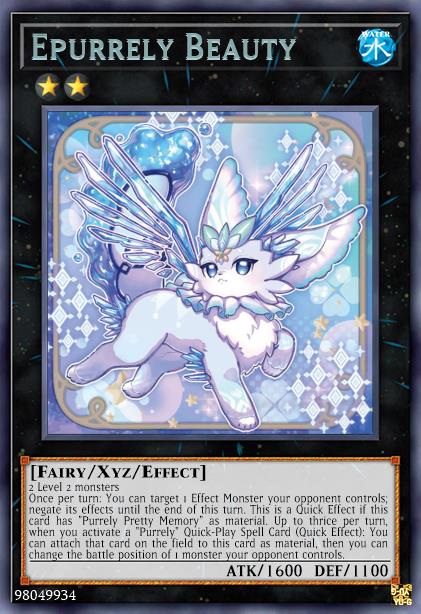 Epurrely Beauty
WATER
水
[Fairy/Xyz/Effect]
2 Level 2 monsters
Once per turn: You can target 1 Effect Monster your opponent controls;
negate its effects until the end of this turn. This is a Quick Effect if this
card has "Purrely Pretty Memory" as material. Up to thrice per turn,
when you activate a "Purrely" Quick-Play Spell Card (Quick Effect): You
can attach that card on the field to this card as material, then you can
change the battle position of 1 monster your opponent controls.
ATK/1600 DEF/1100
98049934